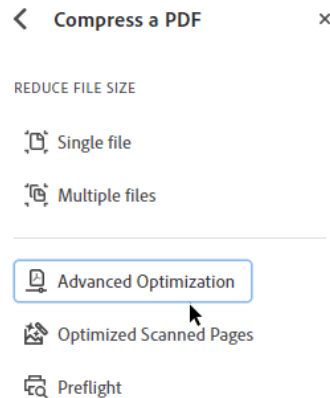 Compress a PDF
REDUCE FILE SIZE
Single file
Multiple files
Advanced Optimization
Optimized Scanned Pages
Preflight